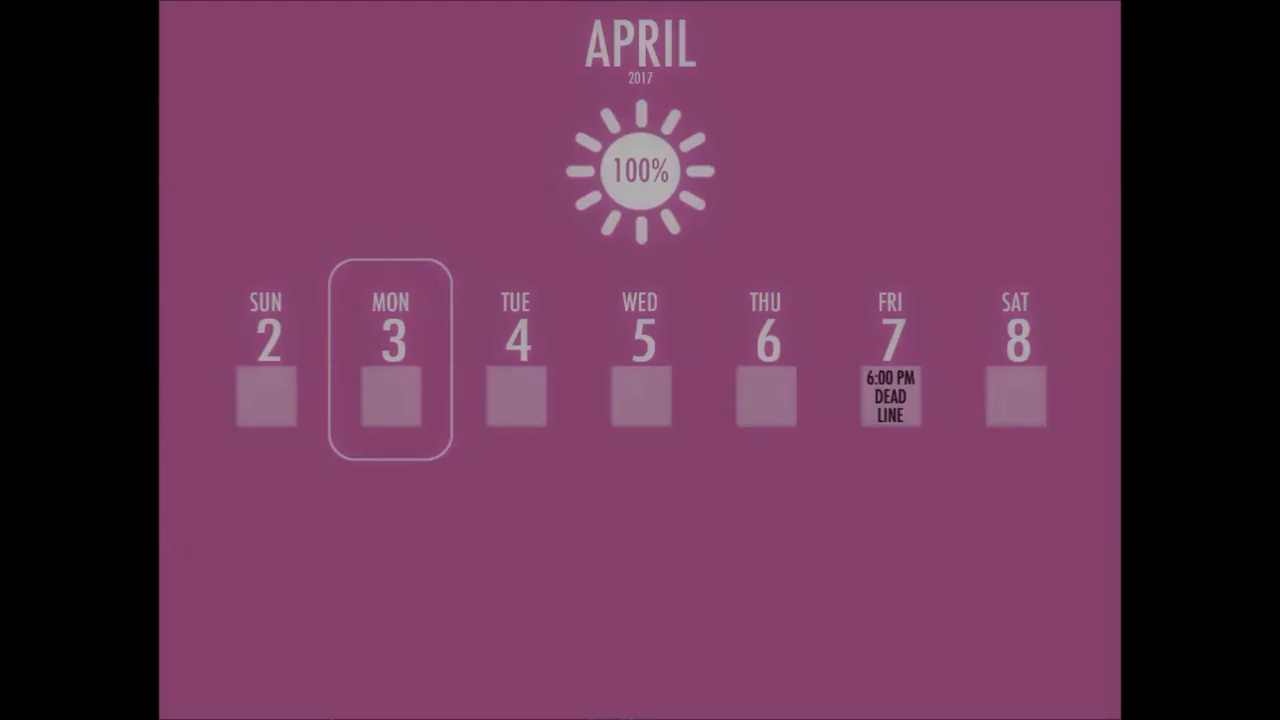 APRIL
2017
100%
SUN MON TUE WED THU FRI SAT
2 3 4 5 6 7 8
6:00 PM
DEAD
LINE